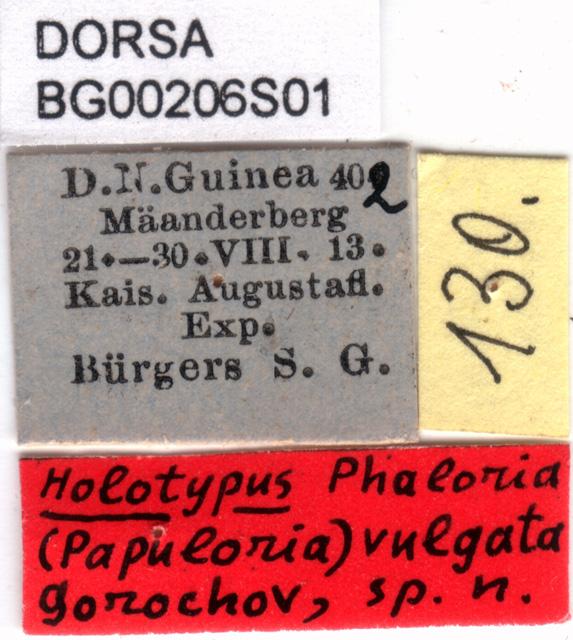 DORSA
BG00206S01
D.N.Guinea 402
Mäanderberg
21.—30.VIII. 13.
Kais. Augustafl.
Exp.
Bürgers S. G.
130.
Holotypus Phaloria
(Papuloria) vulgata
gorochov, sp. n.